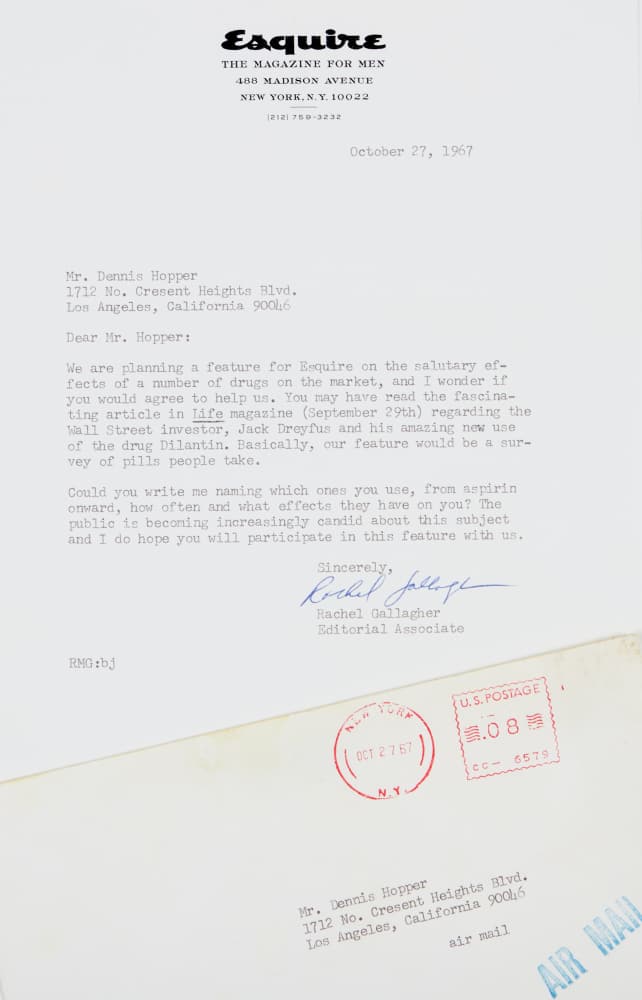 Esquire
THE MAGAZINE FOR MEN
488 MADISON AVENUE
NEW YORK, N.Y. 10022
(212) 759-3232
October 27, 1967
Mr. Dennis Hopper
1712 No. Cresent Heights Blvd.
Los Angeles, California 90046
Dear Mr. Hopper:
We are planning a feature for Esquire on the salutary ef-
fects of a number of drugs on the market, and I wonder if
you would agree to help us. You may have read the fascina-
ting article in Life magazine (September 29th) regarding the
Wall Street investor, Jack Dreyfus and his amazing new use
of the drug Dilantin. Basically, our feature would be a sur-
vey of pills people take.
Could you write me naming which ones you use, from aspirin
onward, how often and what effects they have on you? The
public is becoming increasingly candid about this subject
and I do hope you will participate in this feature with us.
Sincerely,
Rachel Gallagher
Rachel Gallagher
Editorial Associate
RMG:bj
NEW YORK
OCT 27 67
N.Y.
U.S. POSTAGE
.08
CC- 6579
Mr. Dennis Hopper
1712 No. Cresent Heights Blvd.
Los Angeles, California 90046
air mail
AIR MAIL